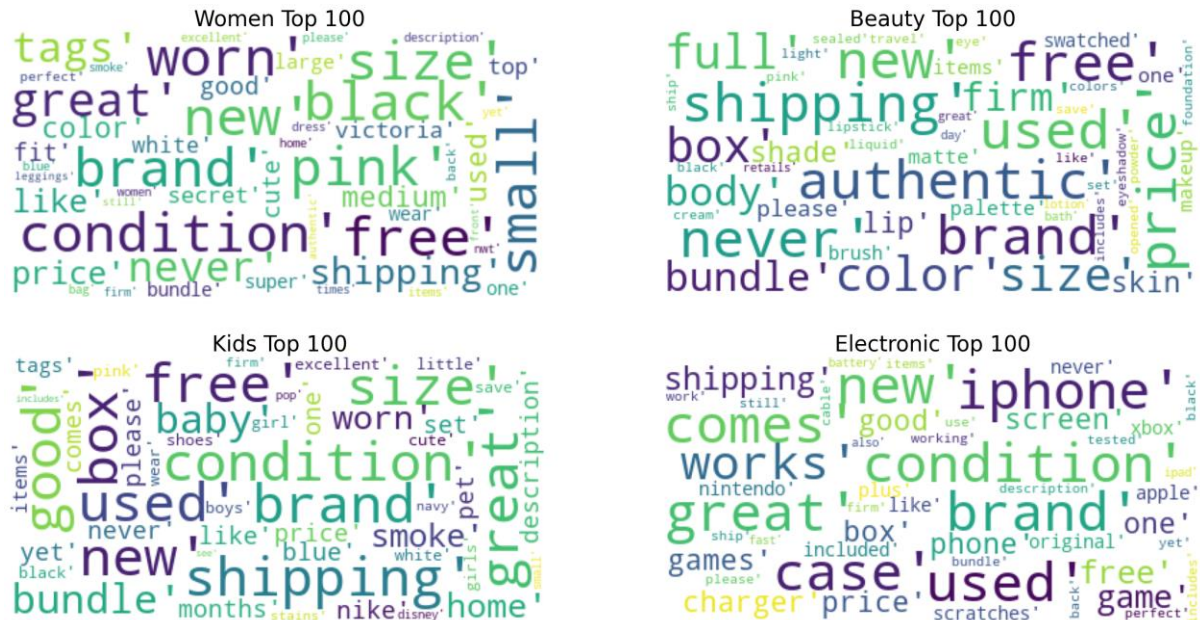 Women Top 100
tags' excellent' please' description'
worn' large' size' top'
perfect' smoke' good'
great' new' black' yet'
color' white' dress' victoria'
fit' home' used' small'
blue' brand' cute' pink' back'
leggings' women' medium'
like' still' secret' wear' front'
condition' authentic' free' nwt'
price' never' super' shipping' one'
bag' firm' bundle' times' items'
Beauty Top 100
full' sealed' travel' eye' swatched'
light' new' items' free' one'
ship' pink' colors' foundation'
shipping' firm' save'
lipstick' great' used' price'
box' shade' liquid' day'
black' retails' matte' like' eyeshadow' powder' makeup'
body' authentic' set'
cream' please' lip' palette' lotion'
never' brush' brand' bath' includes' opened'
bundle' color' size' skin'
Kids Top 100
tags' pink' firm' excellent' little'
includes' free' pop' size' save'
good' comes' box' please' baby' girl' one' worn' set'
items' wear' shoes' cute' description'
condition' great'
used' boys' brand' navy' pet'
never' like' price' smoke'
yet' new' see' blue' white' girls'
black' shipping' small'
bundle' months' stains' nike' disney' home'
Electronic Top 100
shipping' battery' items' never'
work' still' new' iphone' black'
comes' cable' good' use' screen' xbox'
also' working' tested'
works' condition' ipad'
nintendo' plus' description'
great' firm' like' brand' apple'
ship' fast' box' phone' original' one'
games' included' bundle' yet'
please' case' used' free'
charger' price' back' game' includes'
scratches' perfect'